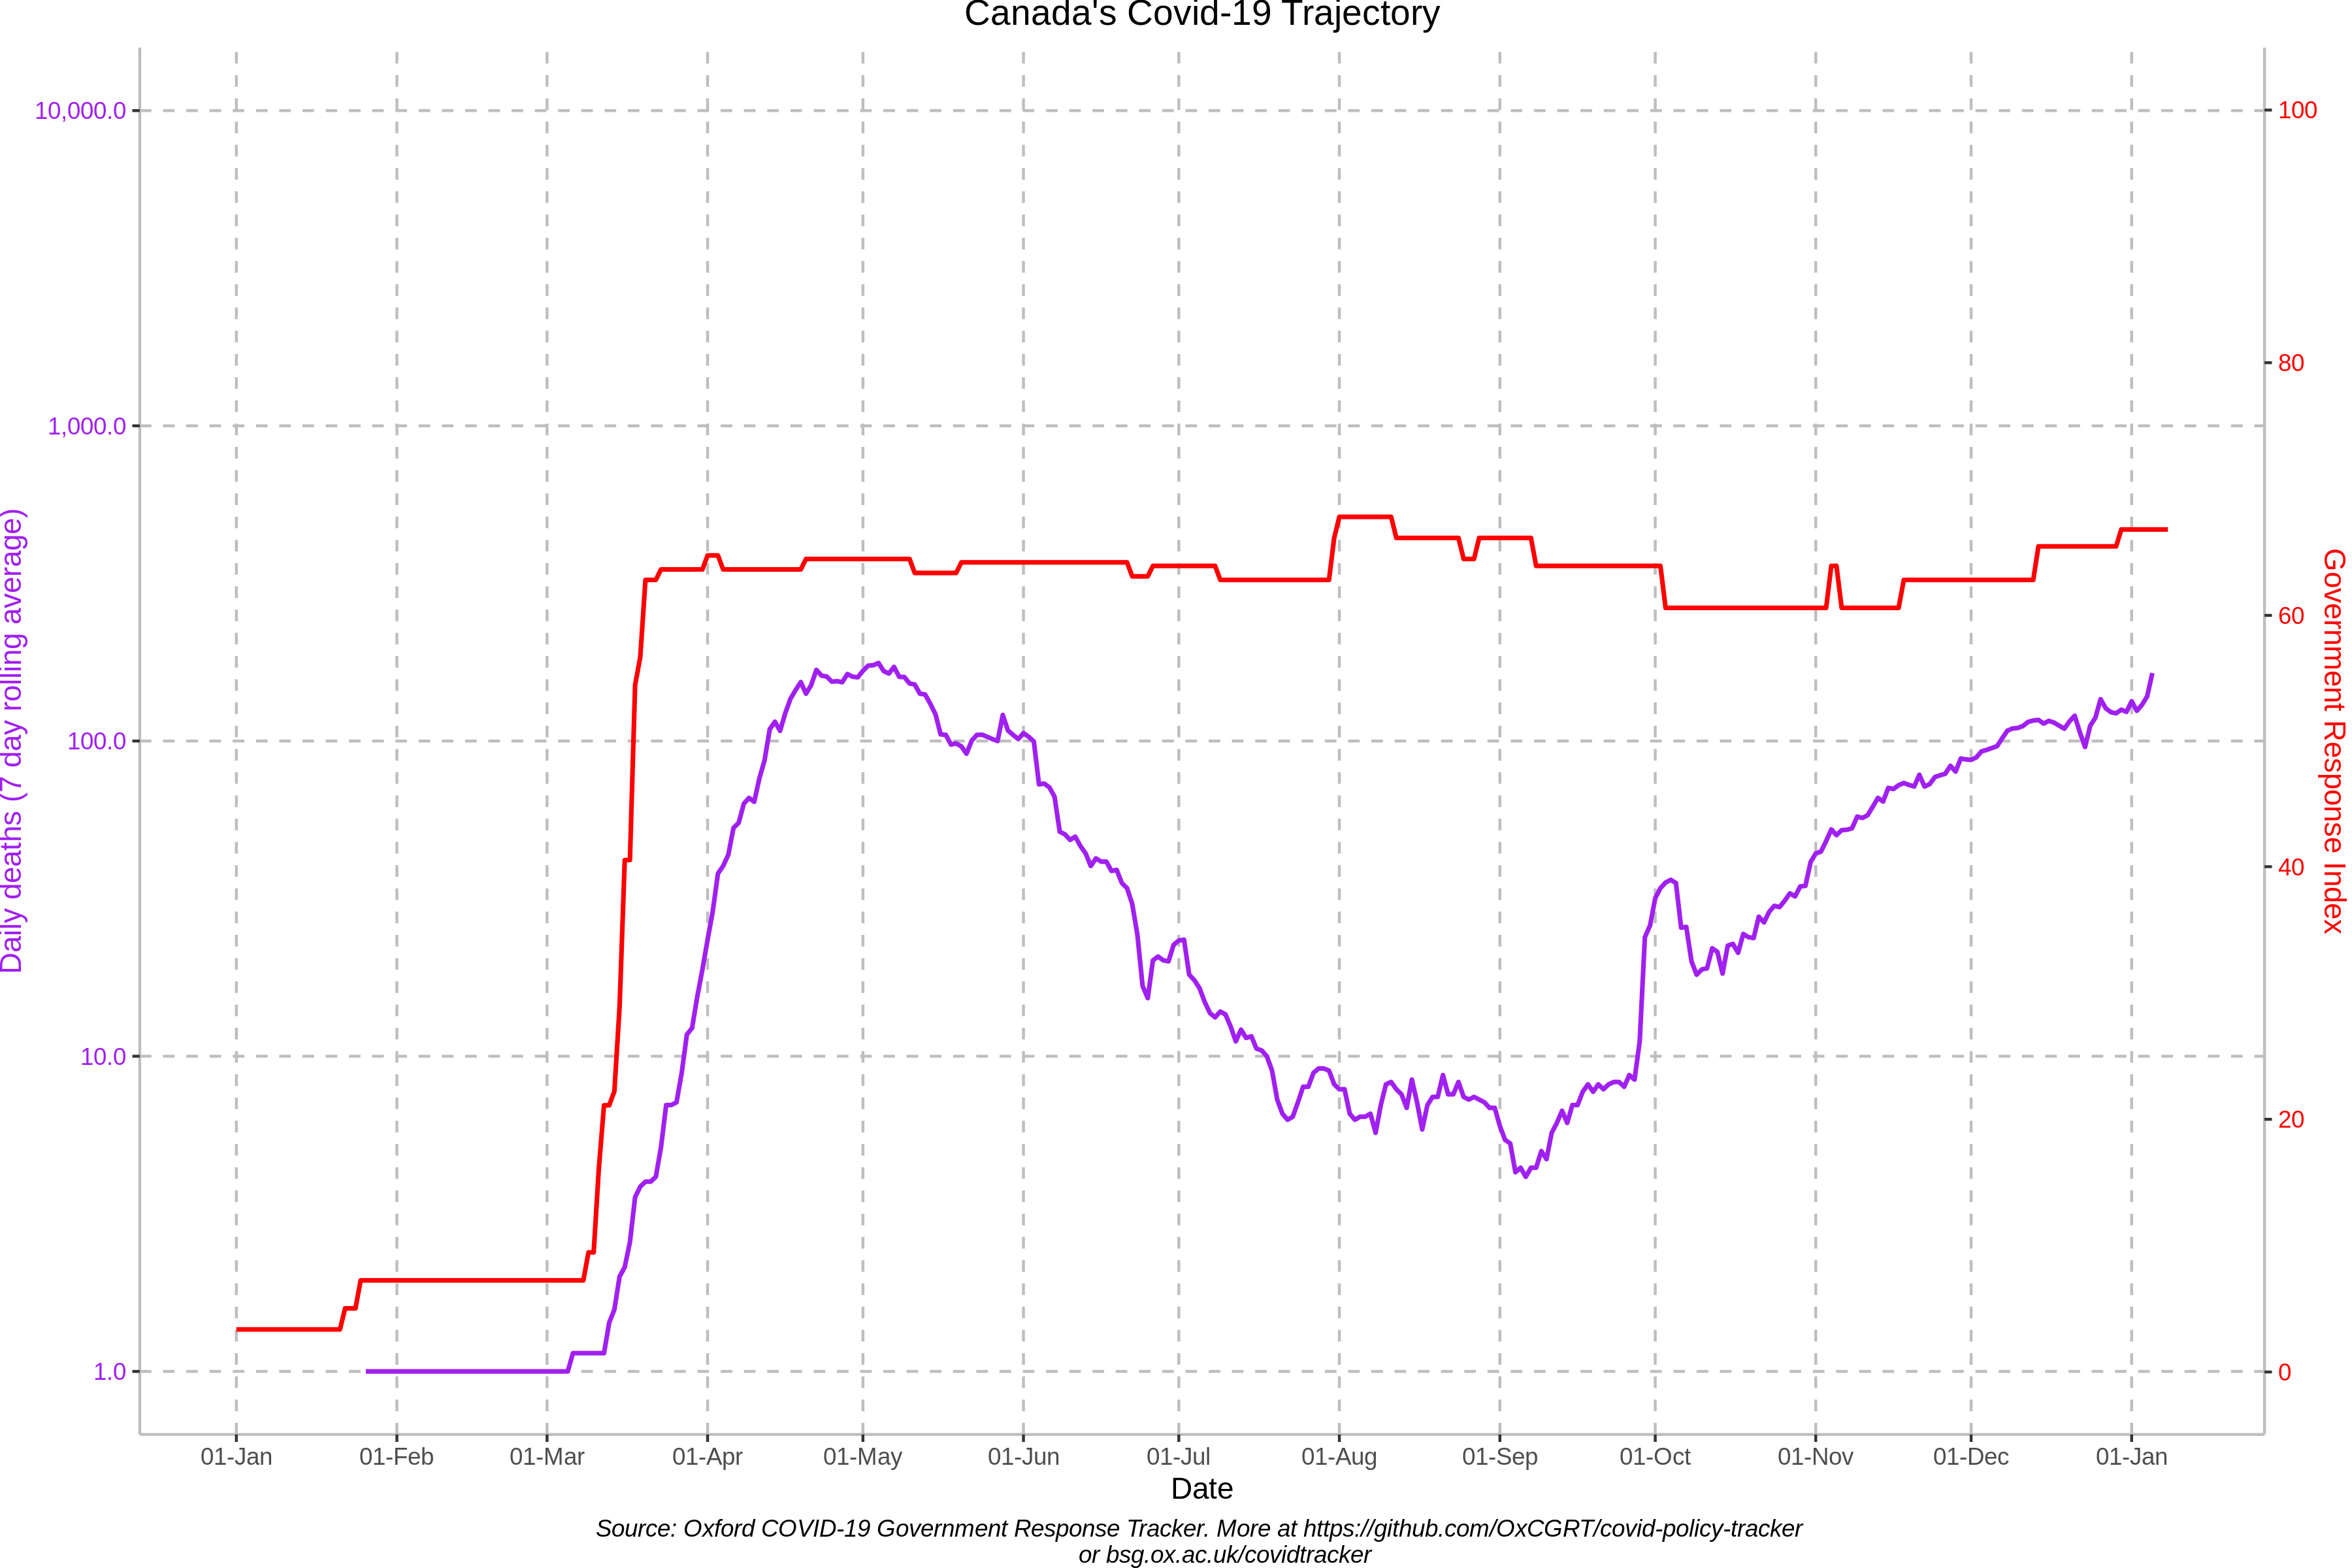 Canada's Covid-19 Trajectory
10,000.0
1,000.0
100.0
10.0
1.0
Daily deaths (7 day rolling average)
100
80
60
40
20
0
Government Response Index
01-Jan
01-Feb
01-Mar
01-Apr
01-May
01-Jun
01-Jul
01-Aug
01-Sep
01-Oct
01-Nov
01-Dec
01-Jan
Date
Source: Oxford COVID-19 Government Response Tracker. More at https://github.com/OxCGRT/covid-policy-tracker
or bsg.ox.ac.uk/covidtracker